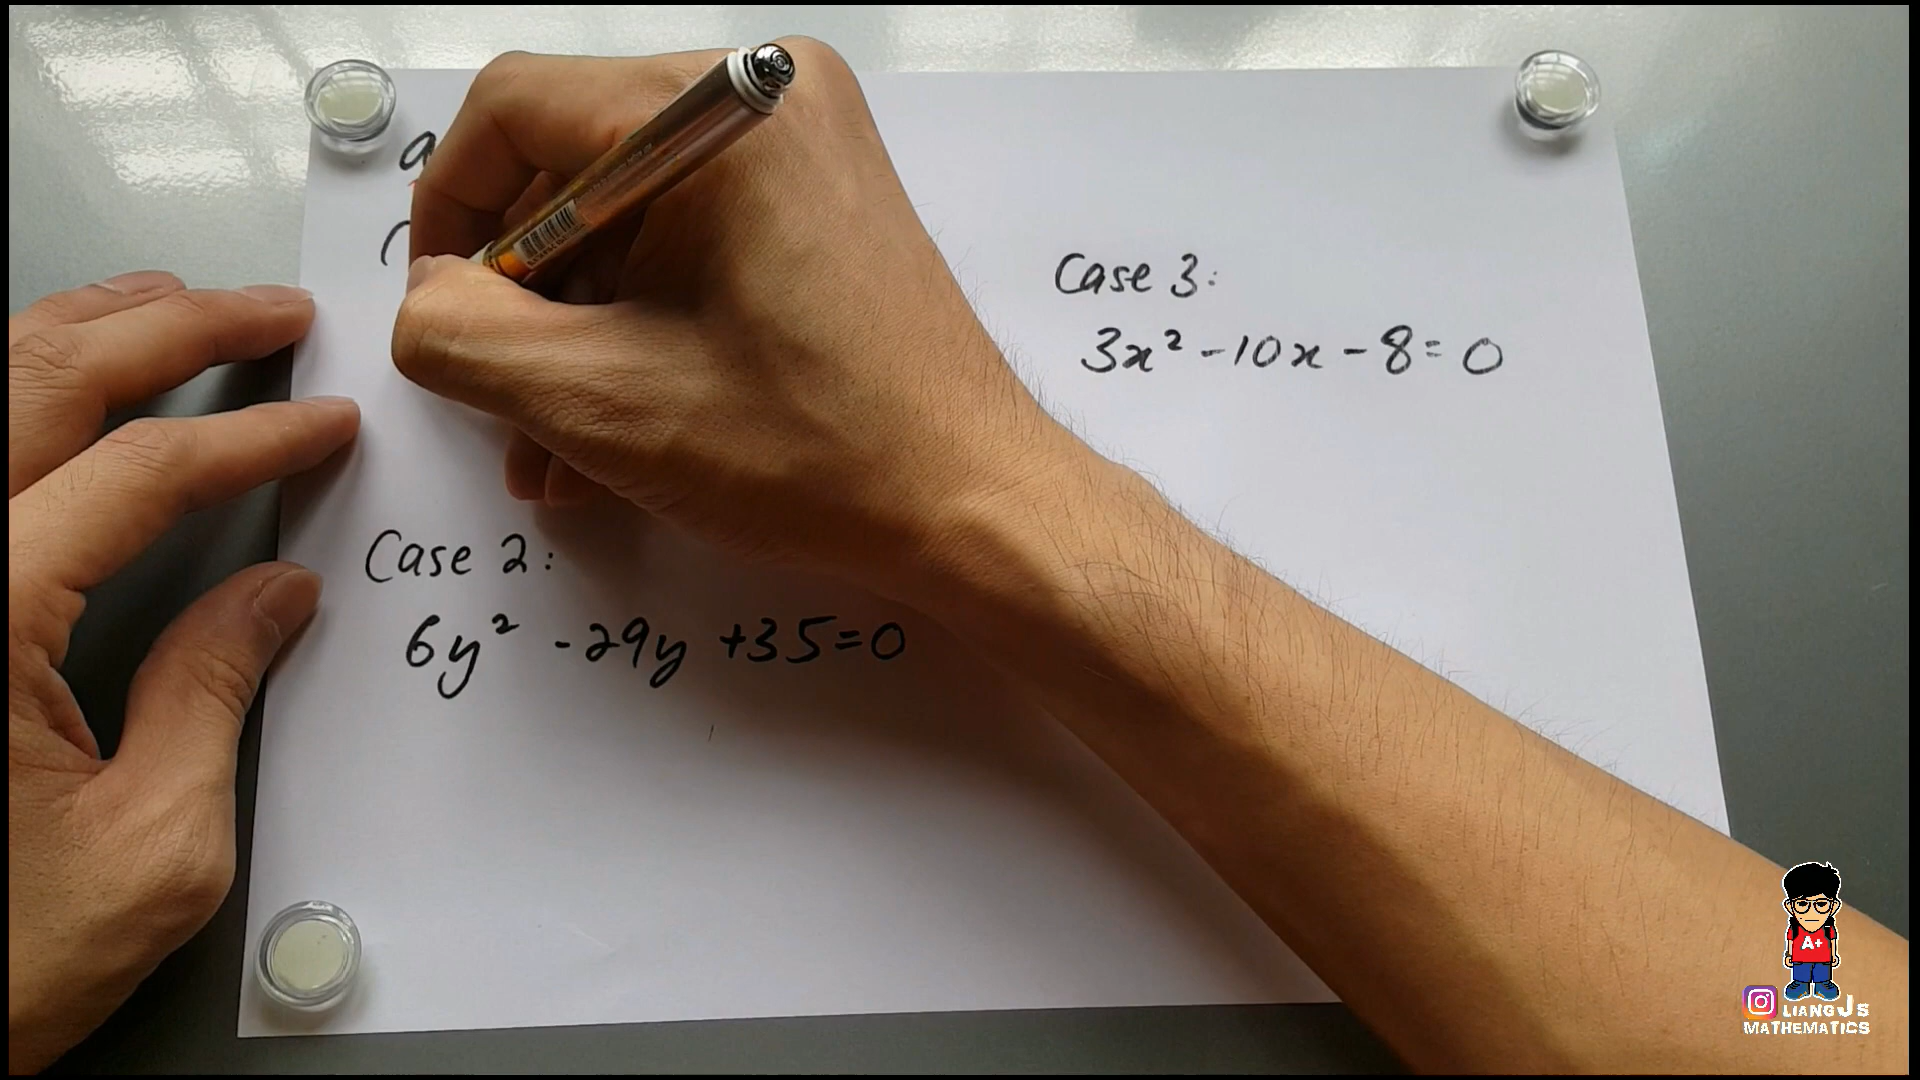 a
Case 2:
6y² -29y +35=0
Case 3:
3x² -10x -8=0
A+
LIANGJS
MATHEMATICS